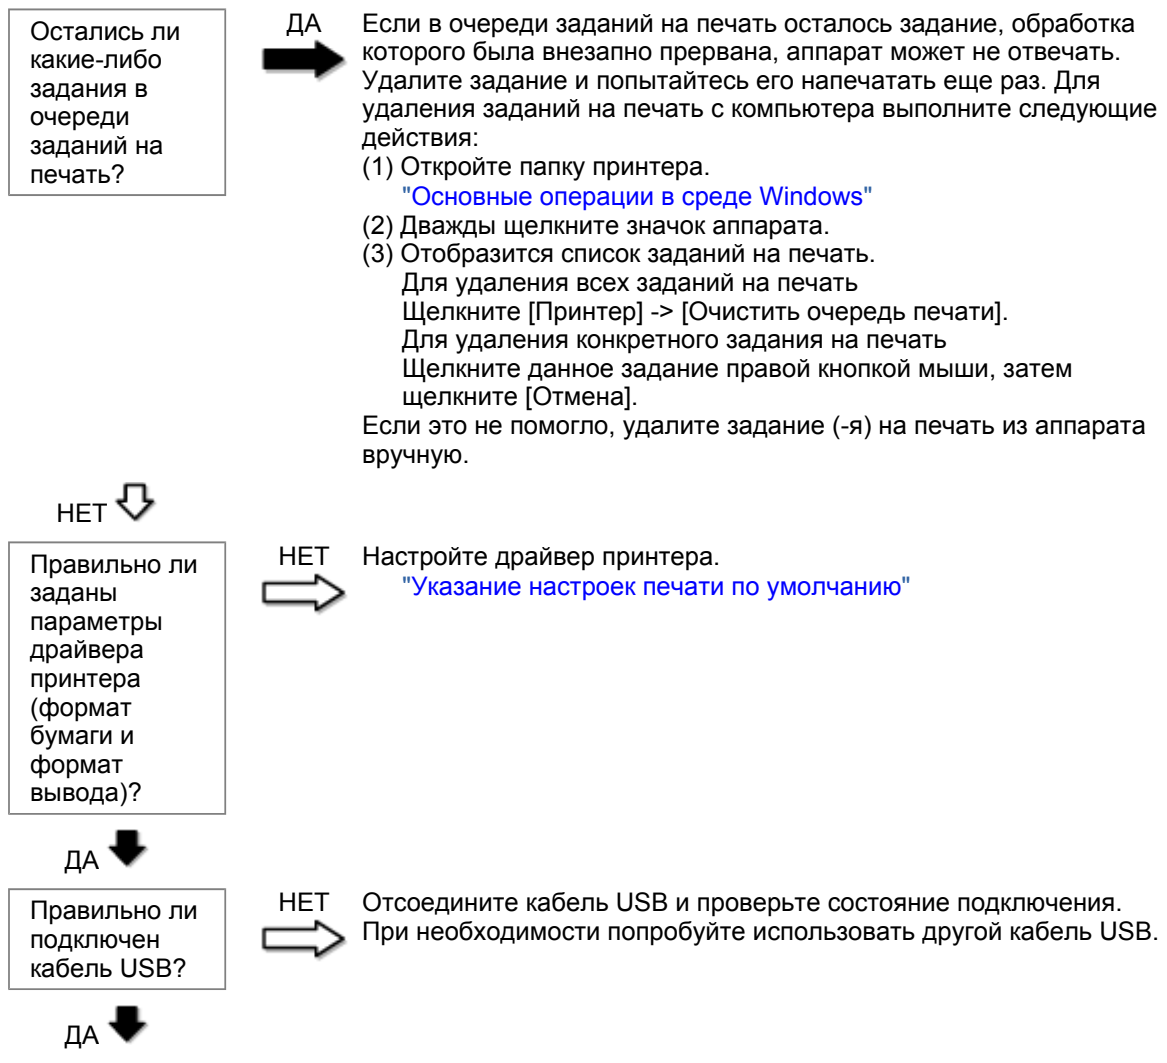 Остались ли
какие-либо
задания в
очереди
заданий на
печать?
ДА
Если в очереди заданий на печать осталось задание, обработка
которого была внезапно прервана, аппарат может не отвечать.
Удалите задание и попытайтесь его напечатать еще раз. Для
удаления заданий на печать с компьютера выполните следующие
действия:
(1) Откройте папку принтера.
"Основные операции в среде Windows"
(2) Дважды щелкните значок аппарата.
(3) Отобразится список заданий на печать.
Для удаления всех заданий на печать
Щелкните [Принтер] -> [Очистить очередь печати].
Для удаления конкретного задания на печать
Щелкните данное задание правой кнопкой мыши, затем
щелкните [Отмена].
Если это не помогло, удалите задание (-я) на печать из аппарата
вручную.
НЕТ
Правильно ли
заданы
параметры
драйвера
принтера
(формат
бумаги и
формат
вывода)?
НЕТ
Настройте драйвер принтера.
"Указание настроек печати по умолчанию"
ДА
Правильно ли
подключен
кабель USB?
НЕТ
Отсоедините кабель USB и проверьте состояние подключения.
При необходимости попробуйте использовать другой кабель USB.
ДА